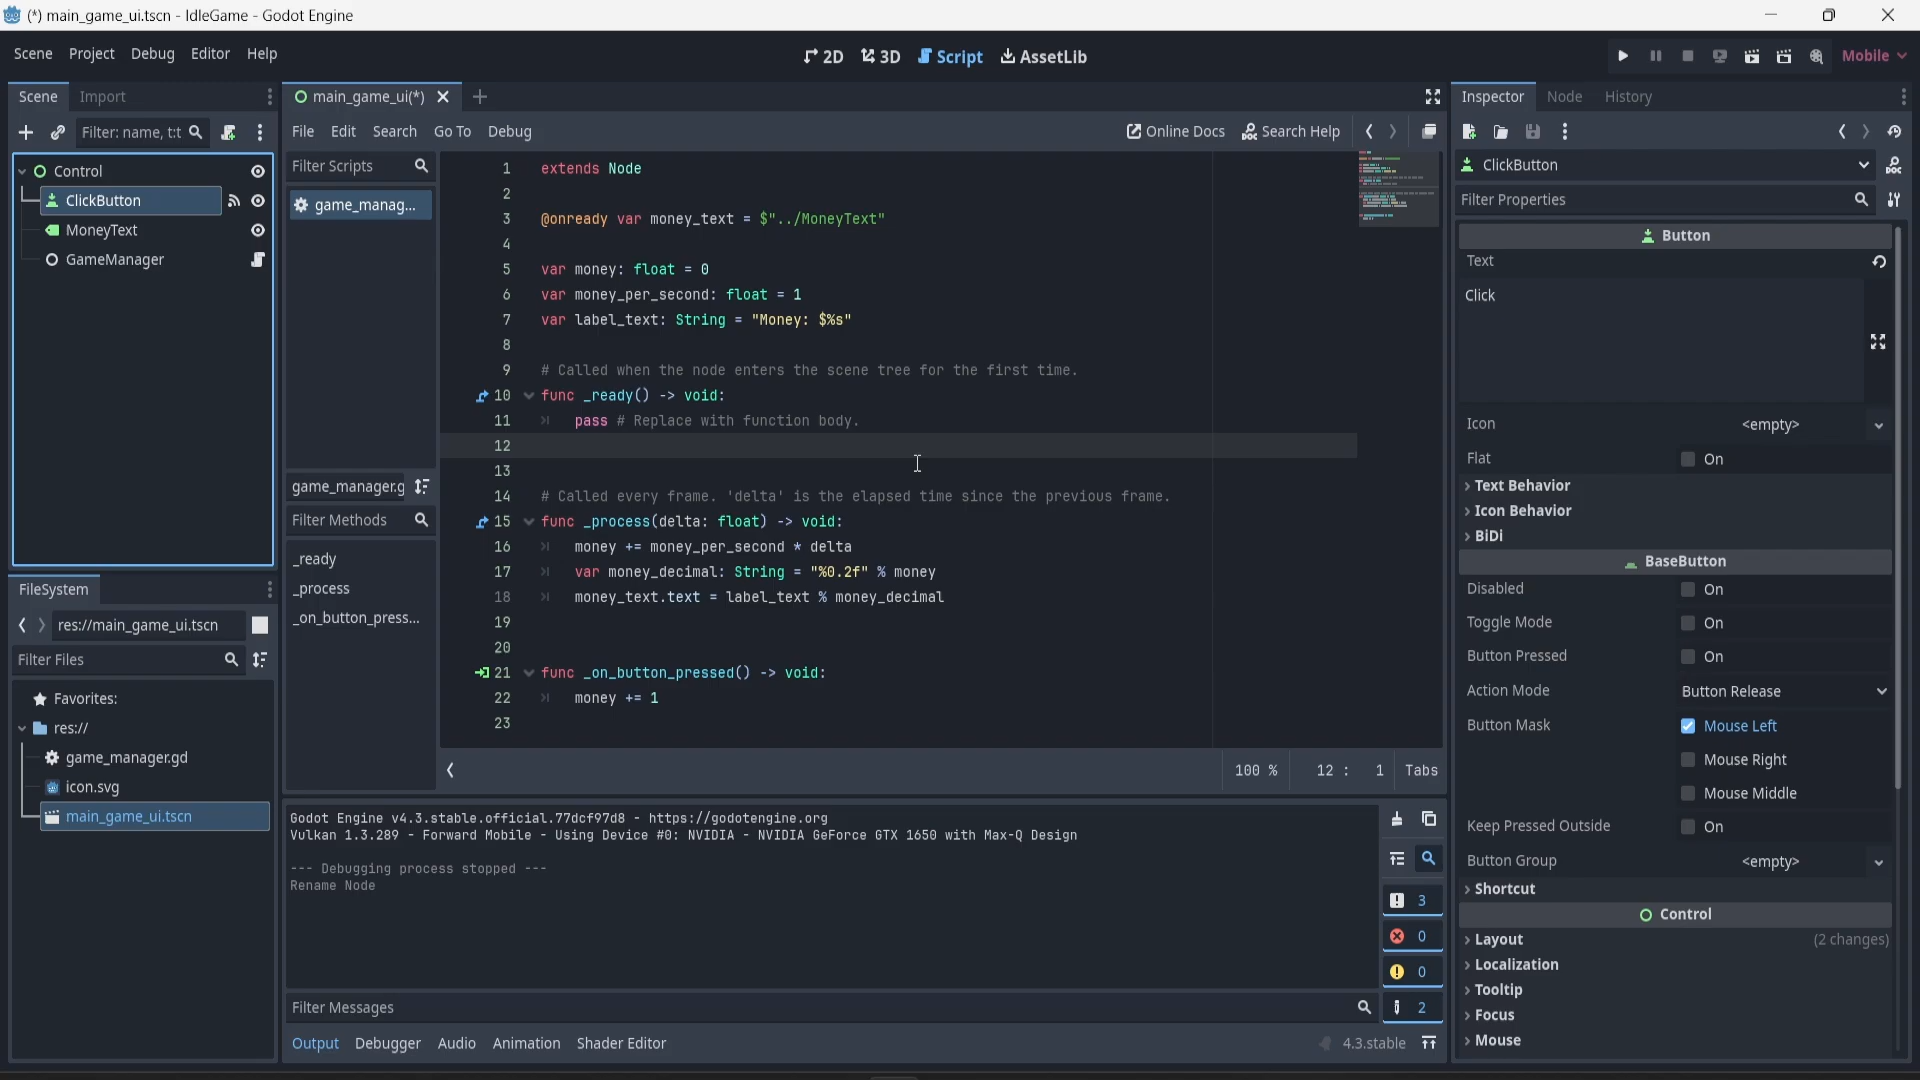 (*) main_game_ui.tscn - IdleGame - Godot Engine
Scene Project Debug Editor Help
2D 3D Script AssetLib
Mobile
Scene Import
Filter: name, t:t
Control
ClickButton
MoneyText
GameManager
FileSystem
res://main_game_ui.tscn
Filter Files
Favorites:
res://
game_manager.gd
icon.svg
main_game_ui.tscn
main_game_ui(*)
File Edit Search Go To Debug
Online Docs Search Help
Filter Scripts
game_manag...
game_manager.g
Filter Methods
_ready
_process
_on_button_press...
1 extends Node
2
3 @onready var money_text = $"../MoneyText"
4
5 var money: float = 0
6 var money_per_second: float = 1
7 var label_text: String = "Money: $%s"
8
9 # Called when the node enters the scene tree for the first time.
10 func _ready() -> void:
11 pass # Replace with function body.
12
13
14 # Called every frame. 'delta' is the elapsed time since the previous frame.
15 func _process(delta: float) -> void:
16 money += money_per_second * delta
17 var money_decimal: String = "%0.2f" % money
18 money_text.text = label_text % money_decimal
19
20
21 func _on_button_pressed() -> void:
22 money += 1
23
100 % 12 : 1 Tabs
Godot Engine v4.3.stable.official.77dcf97d8 - https://godotengine.org
Vulkan 1.3.289 - Forward Mobile - Using Device #0: NVIDIA - NVIDIA GeForce GTX 1650 with Max-Q Design
--- Debugging process stopped ---
Rename Node
3
0
0
2
Filter Messages
Output Debugger Audio Animation Shader Editor
4.3.stable
Inspector Node History
ClickButton
Filter Properties
Button
Text
Click
Icon <empty>
Flat On
Text Behavior
Icon Behavior
BiDi
BaseButton
Disabled On
Toggle Mode On
Button Pressed On
Action Mode Button Release
Button Mask Mouse Left
Mouse Right
Mouse Middle
Keep Pressed Outside On
Button Group <empty>
Shortcut
Control
Layout (2 changes)
Localization
Tooltip
Focus
Mouse